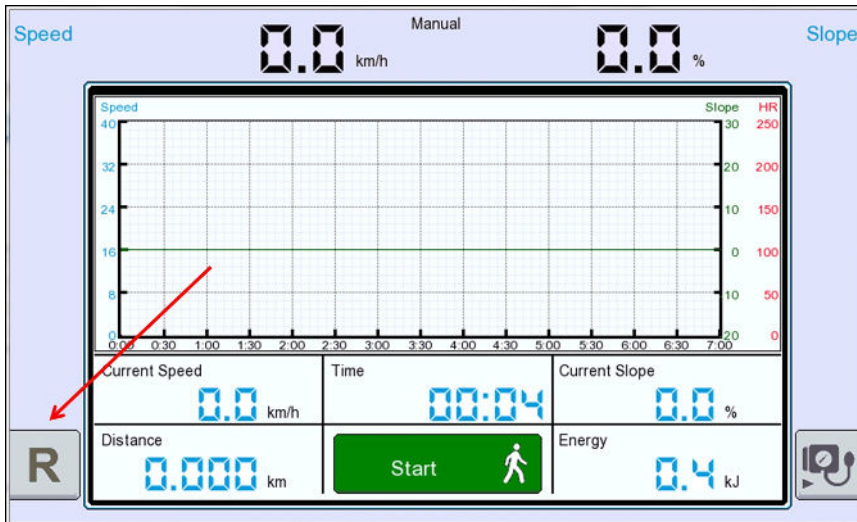 Manual
Speed 0.0 km/h 0.0 % Slope
Speed Slope HR
40 30 250
32 20 200
24 10 150
16 0 100
8 10 50
0 20 0
0:00 0:30 1:00 1:30 2:00 2:30 3:00 3:30 4:00 4:30 5:00 5:30 6:00 6:30 7:00
Current Speed Time Current Slope
0.0 km/h 00:04 0.0 %
Distance Energy
R 0.000 km Start 0.4 kJ